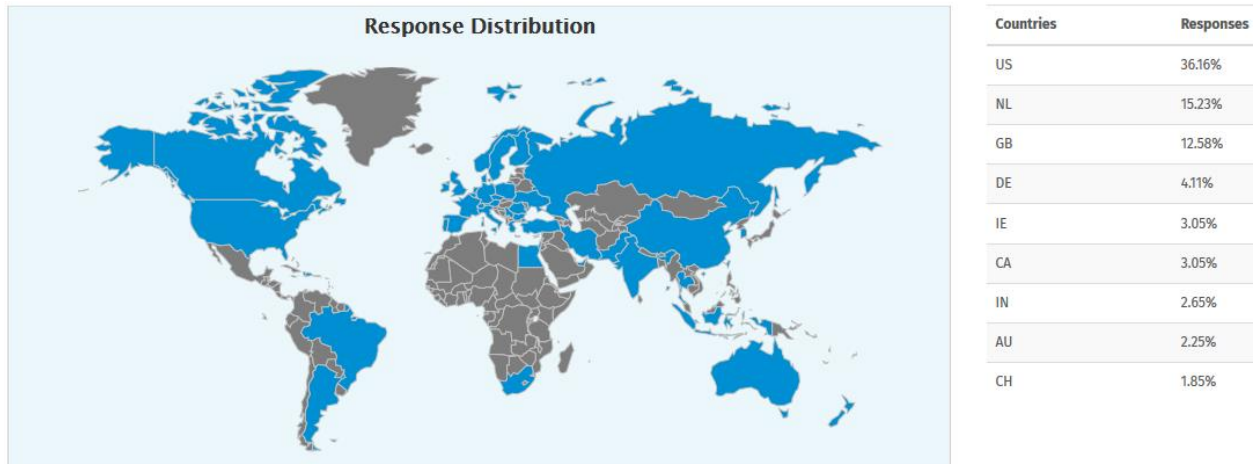 Response Distribution
Countries Responses
US 36.16%
NL 15.23%
GB 12.58%
DE 4.11%
IE 3.05%
CA 3.05%
IN 2.65%
AU 2.25%
CH 1.85%